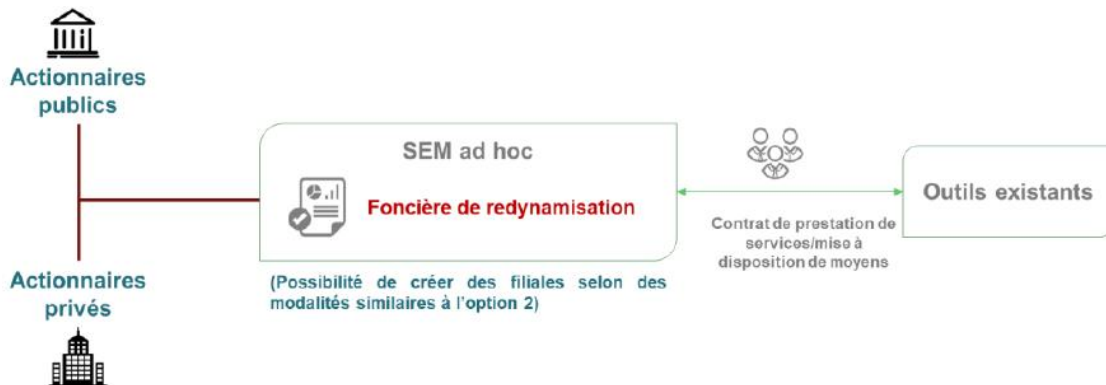 Actionnaires
publics
SEM ad hoc
Foncière de redynamisation
Outils existants
Contrat de prestation de
services/mise à
disposition de moyens
Actionnaires
privés
(Possibilité de créer des filiales selon des
modalités similaires à l'option 2)